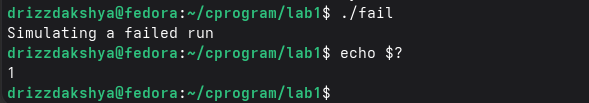 drizzdakshya@fedora:~/cprogram/lab1$ ./fail
Simulating a failed run
drizzdakshya@fedora:~/cprogram/lab1$ echo $?
1
drizzdakshya@fedora:~/cprogram/lab1$